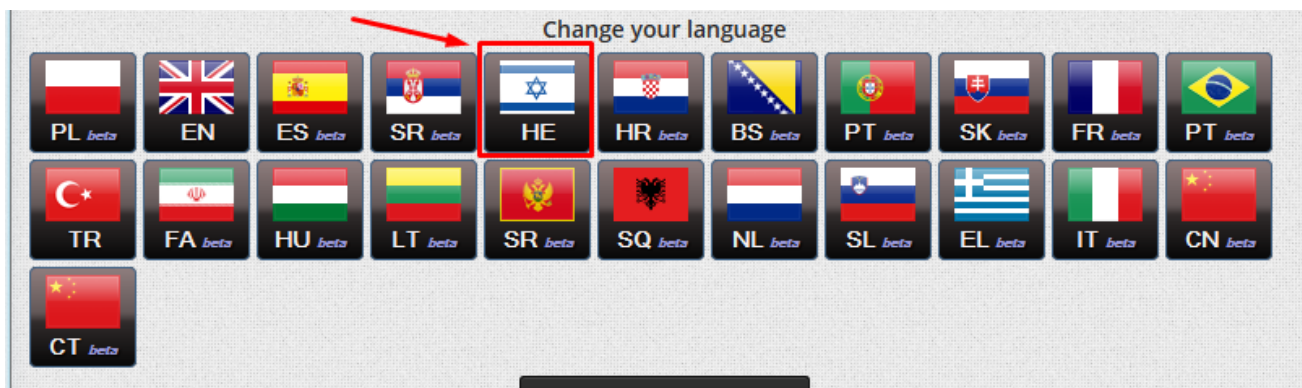 Change your language
PL beta EN ES beta SR beta HE HR beta BS beta PT beta SK beta FR beta PT beta
TR FA beta HU beta LT beta SR beta SQ beta NL beta SL beta EL beta IT beta CN beta
CT beta